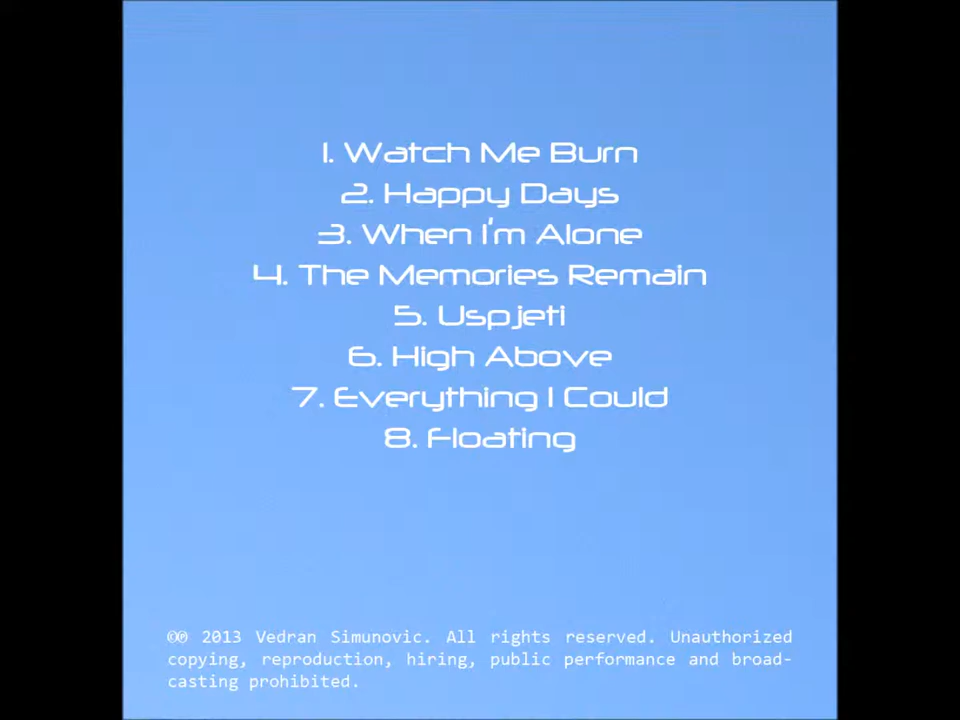 1. Watch Me Burn
2. Happy Days
3. When I'm Alone
4. The Memories Remain
5. Uspjeti
6. High Above
7. Everything I Could
8. Floating
©℗ 2013 Vedran Simunovic. All rights reserved. Unauthorized
copying, reproduction, hiring, public performance and broad-
casting prohibited.